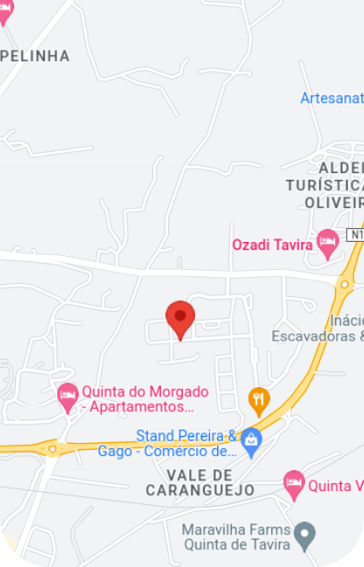 PELINHA
Artesanat
ALDEI
TURÍSTICA
OLIVEIR
N1
Ozadi Tavira
Inácio
Escavadoras &
Quinta do Morgado
- Apartamentos...
Stand Pereira &
Gago - Comércio de...
VALE DE
CARANGUEJO
Quinta V
Maravilha Farms
Quinta de Tavira